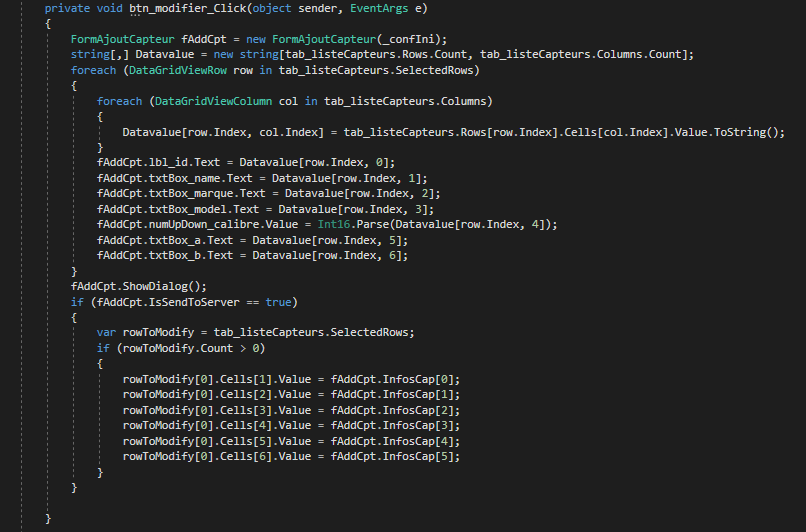 private void btn_modifier_Click(object sender, EventArgs e)
{
FormAjoutCapteur fAddCpt = new FormAjoutCapteur(_confIni);
string[,] Datavalue = new string[tab_listeCapteurs.Rows.Count, tab_listeCapteurs.Columns.Count];
foreach (DataGridViewRow row in tab_listeCapteurs.SelectedRows)
{
foreach (DataGridViewColumn col in tab_listeCapteurs.Columns)
{
Datavalue[row.Index, col.Index] = tab_listeCapteurs.Rows[row.Index].Cells[col.Index].Value.ToString();
}
fAddCpt.lbl_id.Text = Datavalue[row.Index, 0];
fAddCpt.txtBox_name.Text = Datavalue[row.Index, 1];
fAddCpt.txtBox_marque.Text = Datavalue[row.Index, 2];
fAddCpt.txtBox_model.Text = Datavalue[row.Index, 3];
fAddCpt.numUpDown_calibre.Value = Int16.Parse(Datavalue[row.Index, 4]);
fAddCpt.txtBox_a.Text = Datavalue[row.Index, 5];
fAddCpt.txtBox_b.Text = Datavalue[row.Index, 6];
}
fAddCpt.ShowDialog();
if (fAddCpt.IsSendToServer == true)
{
var rowToModify = tab_listeCapteurs.SelectedRows;
if (rowToModify.Count > 0)
{
rowToModify[0].Cells[1].Value = fAddCpt.InfosCap[0];
rowToModify[0].Cells[2].Value = fAddCpt.InfosCap[1];
rowToModify[0].Cells[3].Value = fAddCpt.InfosCap[2];
rowToModify[0].Cells[4].Value = fAddCpt.InfosCap[3];
rowToModify[0].Cells[5].Value = fAddCpt.InfosCap[4];
rowToModify[0].Cells[6].Value = fAddCpt.InfosCap[5];
}
}
}